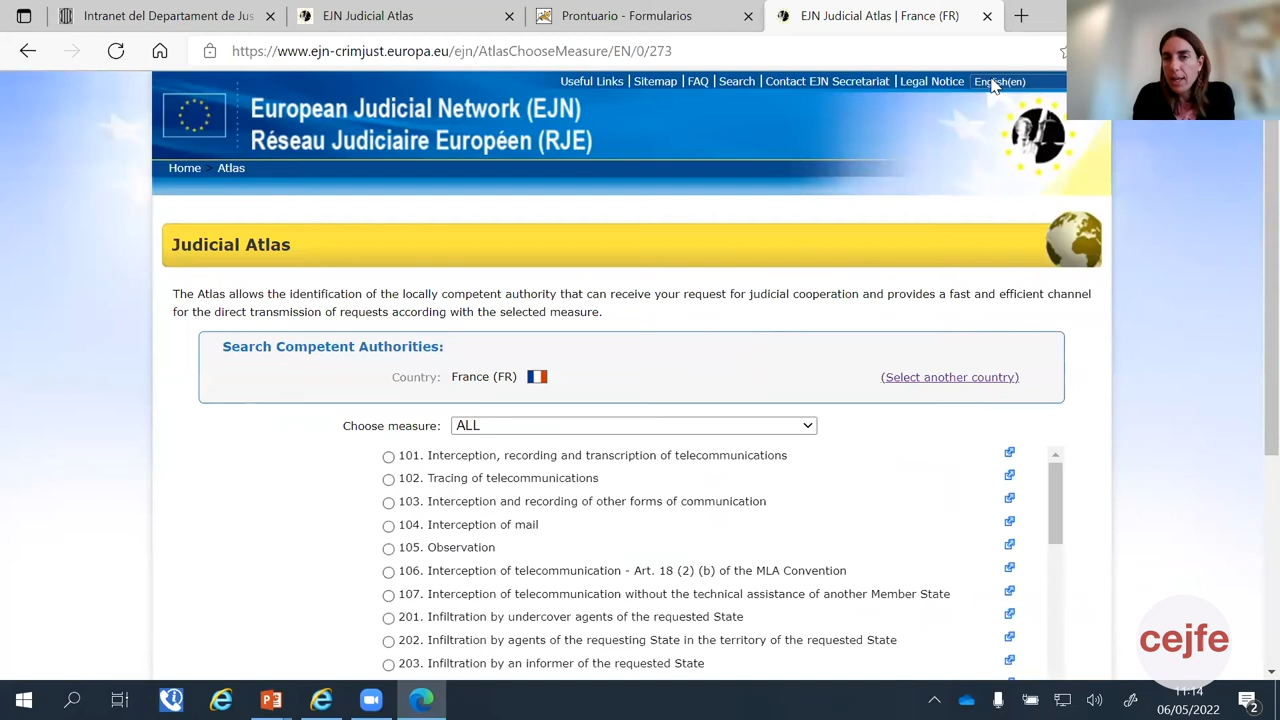 Intranet del Departament de Jus
EJN Judicial Atlas
Prontuario - Formularios
EJN Judicial Atlas | France (FR)
https://www.ejn-crimjust.europa.eu/ejn/AtlasChooseMeasure/EN/0/273
Useful Links | Sitemap | FAQ | Search | Contact EJN Secretariat | Legal Notice English(en)
European Judicial Network (EJN)
Réseau Judiciaire Européen (RJE)
Home > Atlas
Judicial Atlas
The Atlas allows the identification of the locally competent authority that can receive your request for judicial cooperation and provides a fast and efficient channel
for the direct transmission of requests according with the selected measure.
Search Competent Authorities:
Country: France (FR) (Select another country)
Choose measure: ALL
101. Interception, recording and transcription of telecommunications
102. Tracing of telecommunications
103. Interception and recording of other forms of communication
104. Interception of mail
105. Observation
106. Interception of telecommunication - Art. 18 (2) (b) of the MLA Convention
107. Interception of telecommunication without the technical assistance of another Member State
201. Infiltration by undercover agents of the requested State
202. Infiltration by agents of the requesting State in the territory of the requested State
203. Infiltration by an informer of the requested State
cejfe
11:14
06/05/2022
2